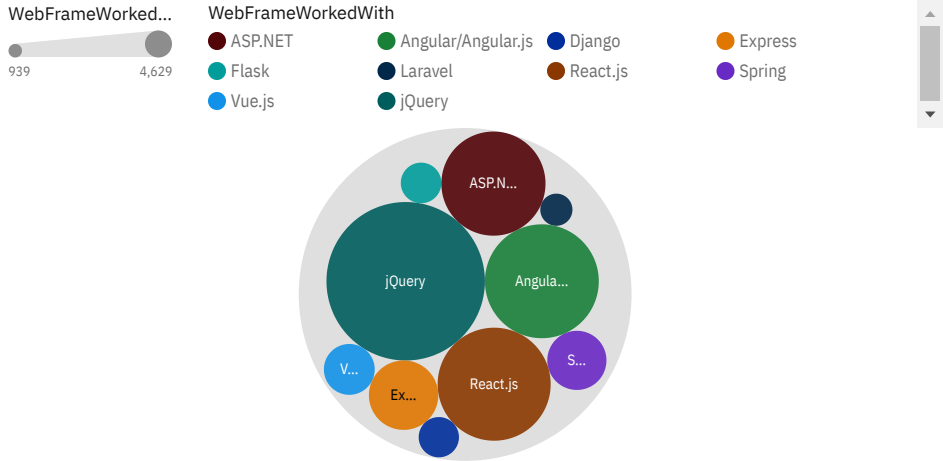 WebFrameWorked... WebFrameWorkedWith
ASP.NET Angular/Angular.js Django Express
939 4,629
Flask Laravel React.js Spring
Vue.js jQuery
ASP.N...
jQuery Angula...
V... S...
Ex... React.js